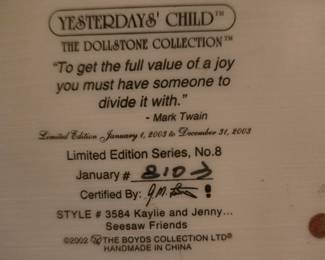 YESTERDAYS' CHILD™
THE DOLLSTONE COLLECTION™
"To get the full value of a joy
you must have someone to
divide it with."
- Mark Twain
Limited Edition January 1, 2003 to December 31, 2003
Limited Edition Series, No.8
January #
Certified By:
STYLE # 3584 Kaylie and Jenny...
Seesaw Friends
©2002 THE BOYDS COLLECTION LTD®
HANDMADE IN CHINA